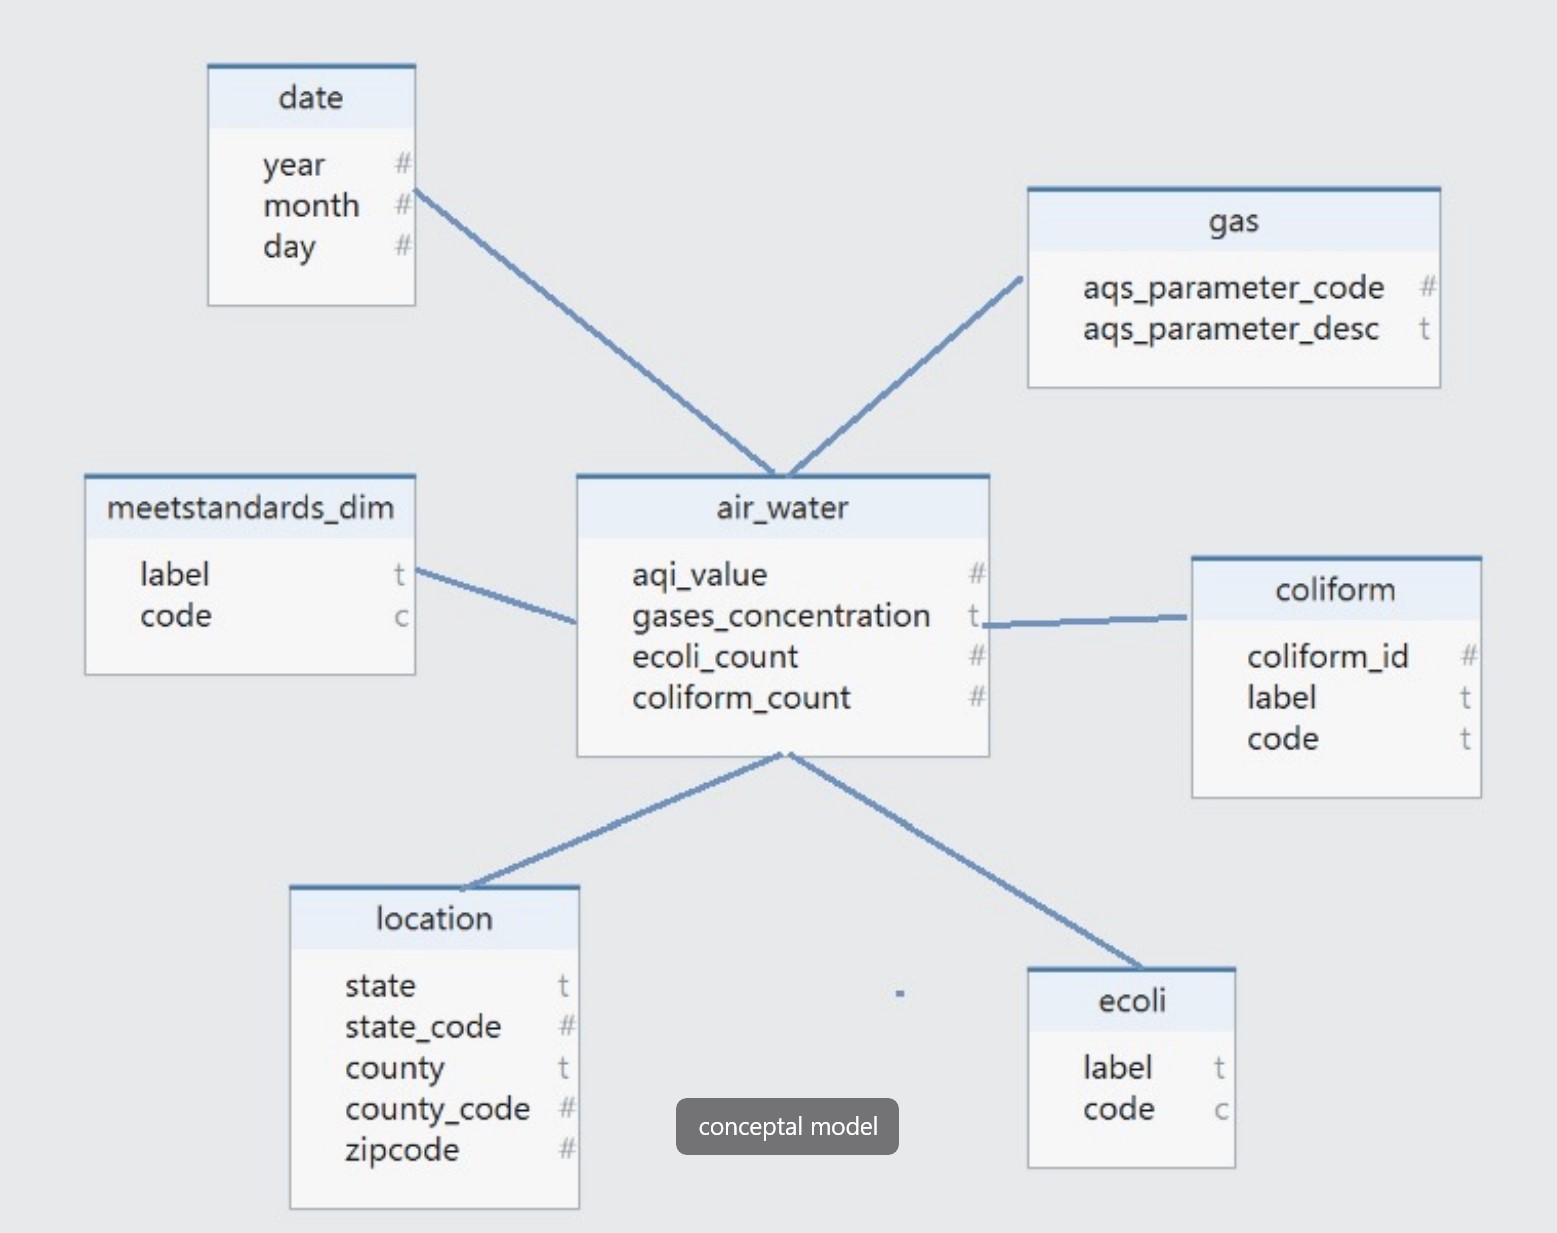 date
year #
month #
day #
gas
aqs_parameter_code #
aqs_parameter_desc t
meetstandards_dim
label t
code c
air_water
aqi_value #
gases_concentration t
ecoli_count #
coliform_count #
coliform
coliform_id #
label t
code t
location
state t
state_code #
county t
county_code #
zipcode #
ecoli
label t
code c
conceptal model